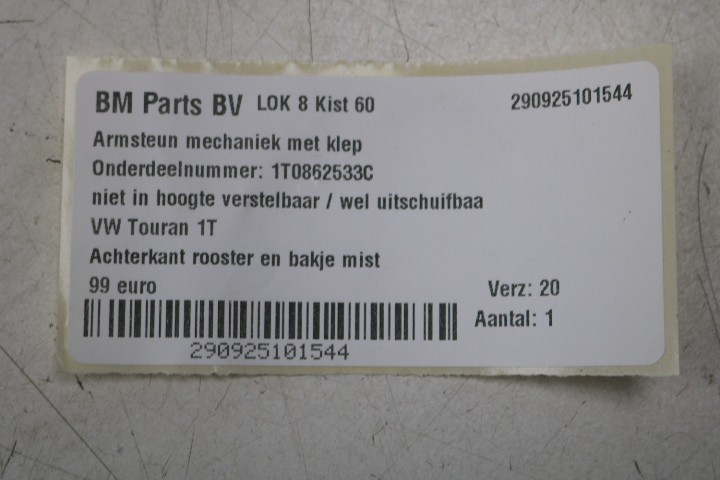 BM Parts BV LOK 8 Kist 60 290925101544
Armsteun mechaniek met klep
Onderdeelnummer: 1T0862533C
niet in hoogte verstelbaar / wel uitschuifbaa
VW Touran 1T
Achterkant rooster en bakje mist
99 euro Verz: 20
Aantal: 1
290925101544